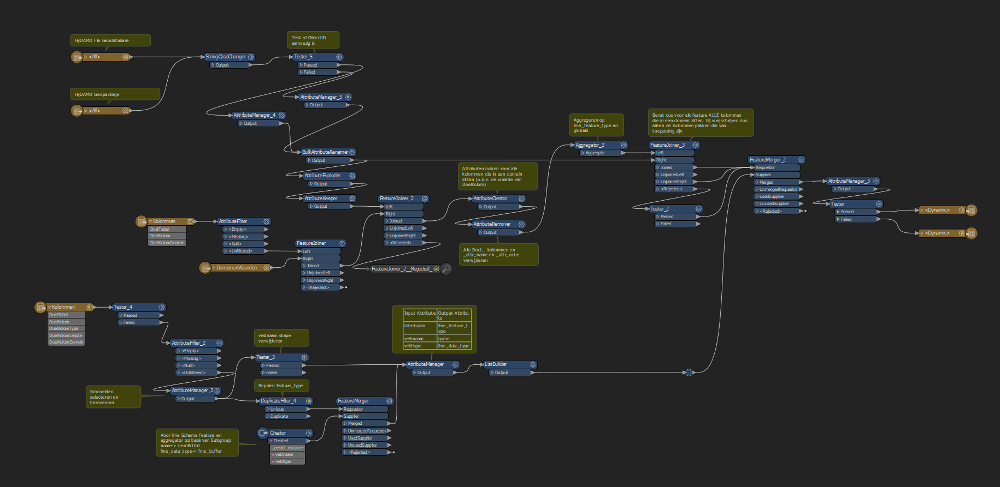 HyDAMO File Geodatabase
<All>
HyDAMO Geopackage
<All>
StringCaseChanger
Output
Test of ObjectID
aanwezig is
Tester_5
Passed
Failed
AttributeManager_5
Output
AttributeManager_4
Output
BulkAttributeRenamer
Output
AttributeExploder
Output
AttributeKeeper
Output
Kolommen
DoelTabel
DoelKolom
DoelKolomDomein
AttributeFilter
<Empty>
<Missing>
<Null>
<Unfiltered>
DomeinenWaarden
FeatureJoiner
Left
Right
Joined
UnjoinedLeft
UnjoinedRight
<Rejected>
FeatureJoiner_2
Left
Right
Joined
UnjoinedLeft
UnjoinedRight
<Rejected>
FeatureJoiner_2__Rejected_
Attributen maken voor alle
kolommen die in een domein
zitten (o.b.v. de waarde van
DoelKolom)
AttributeCreator
Output
AttributeRemover
Output
Alle Doel... kolommen en
_attr_name en _attr_value
verwijderen
Aggregeren op
fme_feature_type en
globalid
Aggregator_2
Aggregate
Bevat dus voor elk feature ALLE kolommen
die in een domein zitten. Bij wegschrijven dus
alleen de kolommen pakken die van
toepassing zijn
FeatureJoiner_3
Left
Right
Joined
UnjoinedLeft
UnjoinedRight
<Rejected>
Tester_2
Passed
Failed
FeatureMerger_2
Requestor
Supplier
Merged
UnmergedRequestor
UsedSupplier
UnusedSupplier
<Rejected>
AttributeManager_3
Output
Tester
Passed
Failed
<Dynamic>
<Dynamic>
Kolommen
DoelTabel
DoelKolom
DoelKolomType
DoelKolomLengte
DoelKolomDomein
Tester_4
Passed
Failed
AttributeFilter_2
<Empty>
<Missing>
<Null>
<Unfiltered>
Bronvelden
selecteren en
hernoemen
AttributeManager_2
Output
veldnaam shape
verwijderen
Tester_3
Passed
Failed
Bepalen feature_type
DuplicateFilter_4
Unique
Duplicate
Voor fme Schema Feature en
aggregator op basis van Subgroep
name-> nen3610id
fme_data_type-> fme_buffer
Creator
Created
_creati...nstance
veldnaam
veldtype
FeatureMerger
Requestor
Supplier
Merged
UnmergedRequestor
UsedSupplier
UnusedSupplier
<Rejected>
Input Attribute Output Attribu
te
tabelnaam fme_feature_t
ype
veldnaam name
veldtype fme_data_type
AttributeManager
Output
ListBuilder
Output